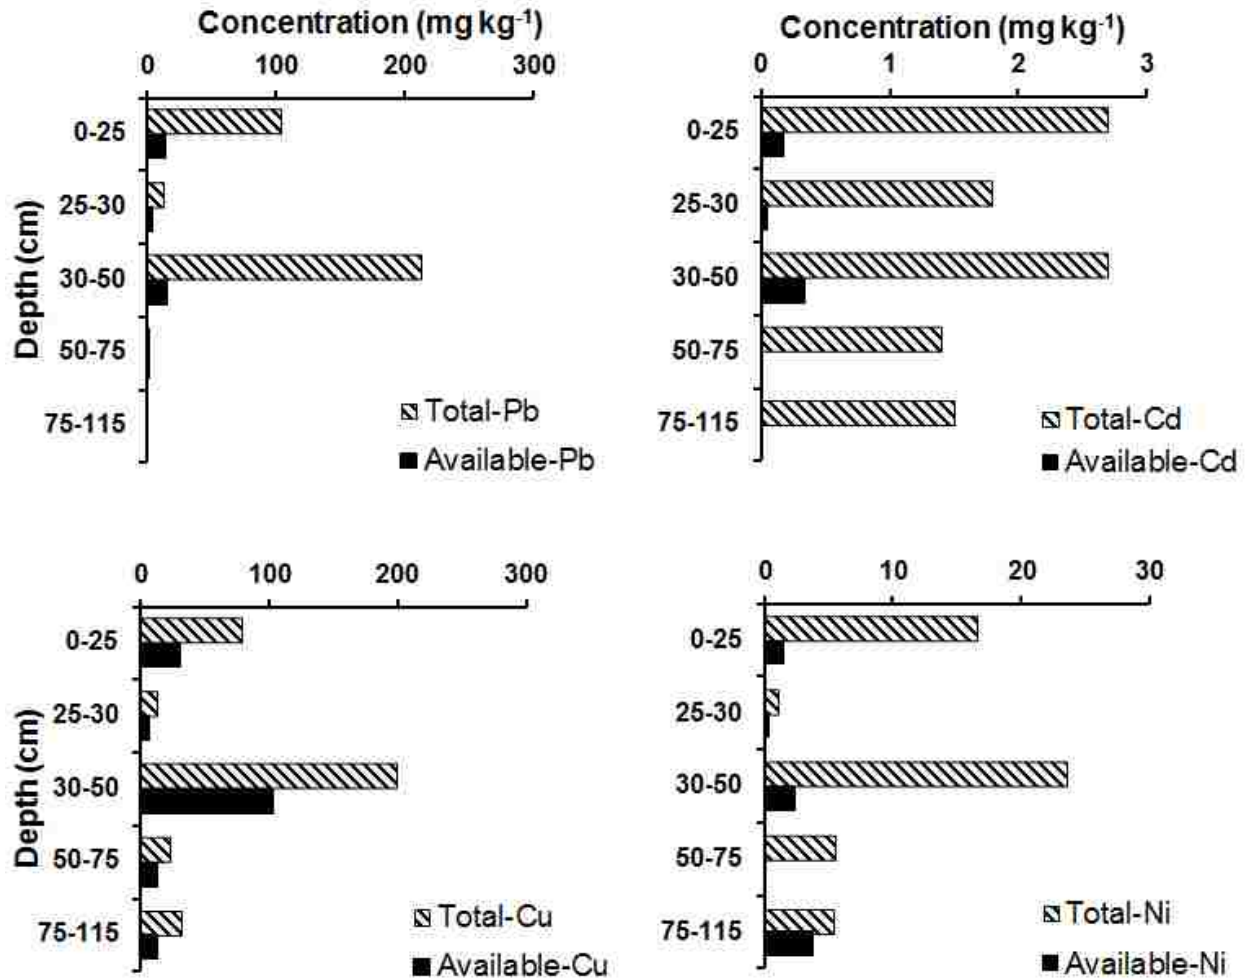 Concentration (mg kg-1)
0 100 200 300
0-25
25-30
30-50
50-75
75-115
Depth (cm)
Total-Pb
Available-Pb
Concentration (mg kg-1)
0 1 2 3
0-25
25-30
30-50
50-75
75-115
Total-Cd
Available-Cd
0 100 200 300
0-25
25-30
30-50
50-75
75-115
Depth (cm)
Total-Cu
Available-Cu
0 10 20 30
0-25
25-30
30-50
50-75
75-115
Total-Ni
Available-Ni